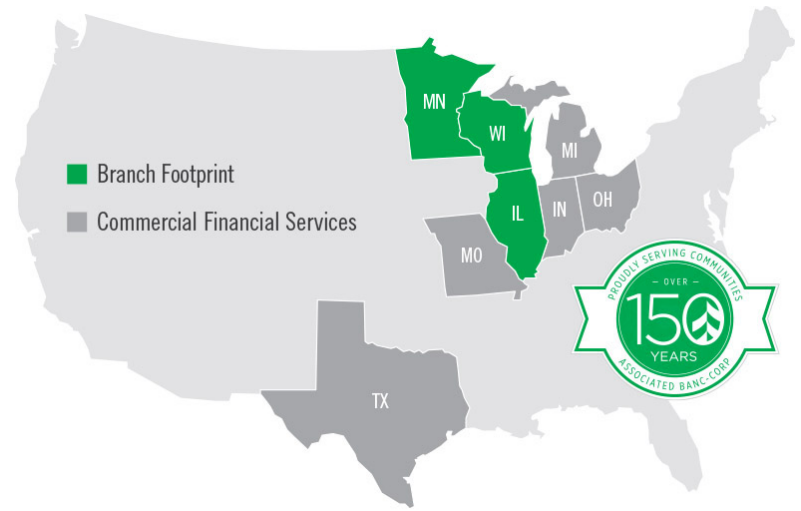 MN
WI
MI
Branch Footprint
Commercial Financial Services
IL
IN
OH
MO
TX
PROUDLY SERVING COMMUNITIES
– OVER –
150
YEARS
ASSOCIATED BANC-CORP